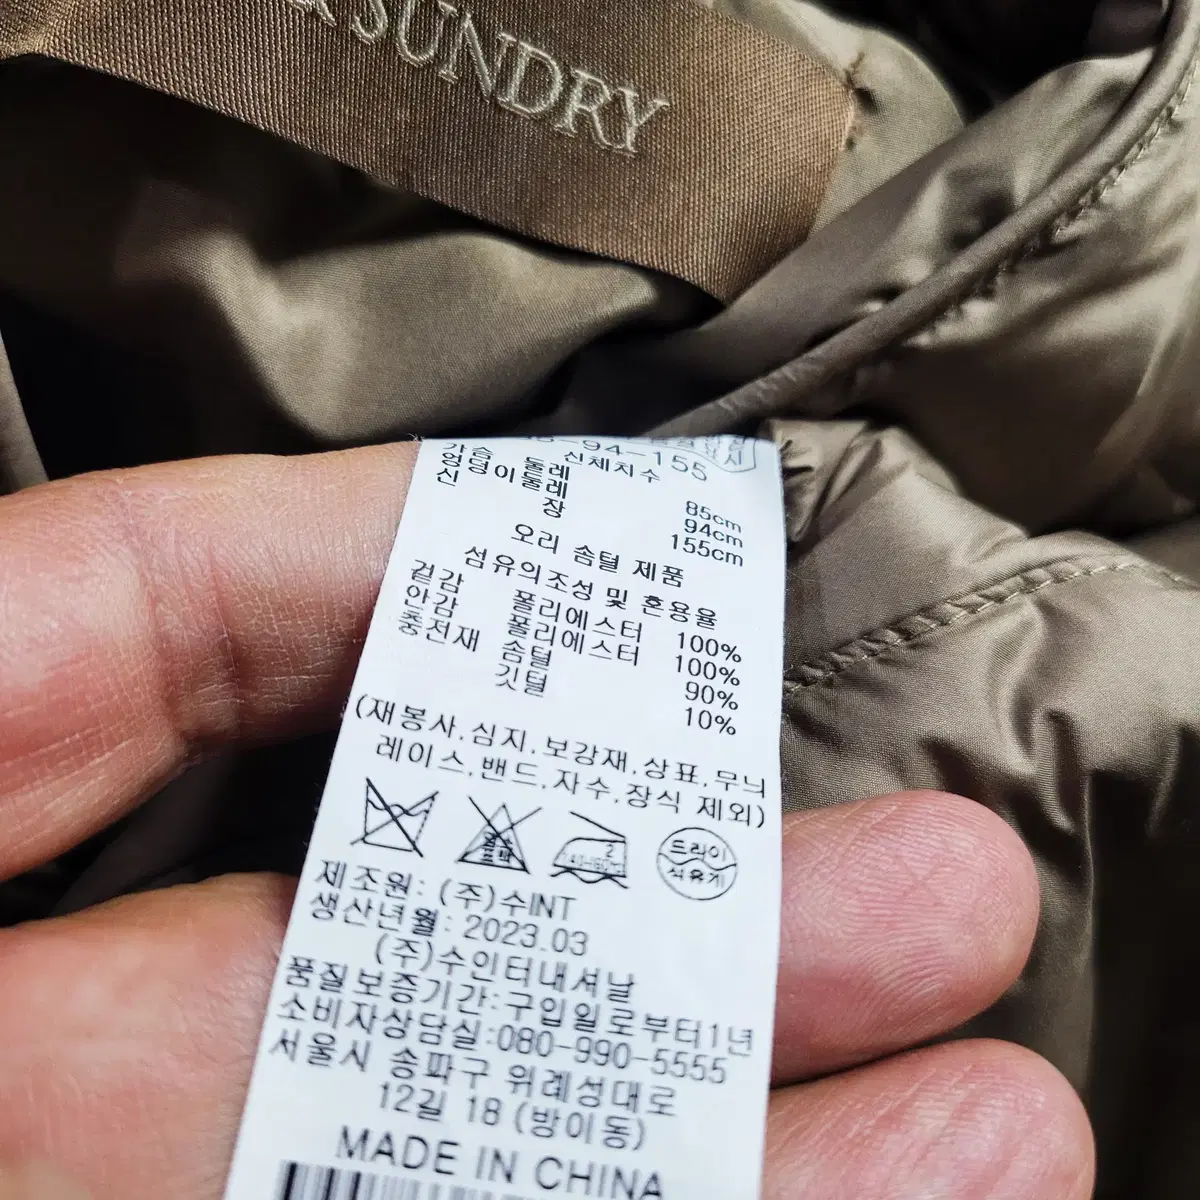 SUNDRY
94-155
신체치수
가슴 둘레 85cm
엉덩이 둘레 94cm
신 장 155cm
오리 솜털 제품
섬유의조성 및 혼용율
겉감 폴리에스터 100%
안감 폴리에스터 100%
충전재 솜털 90%
깃털 10%
(재봉사.심지.보강재.상표.무늬
레이스.밴드.자수.장식 제외)
드라이
석유계
제조원: (주)수INT
생산년월: 2023.03
(주)수인터내셔날
품질보증기간:구입일로부터1년
소비자상담실:080-990-5555
서울시 송파구 위례성대로
12길 18 (방이동)
MADE IN CHINA